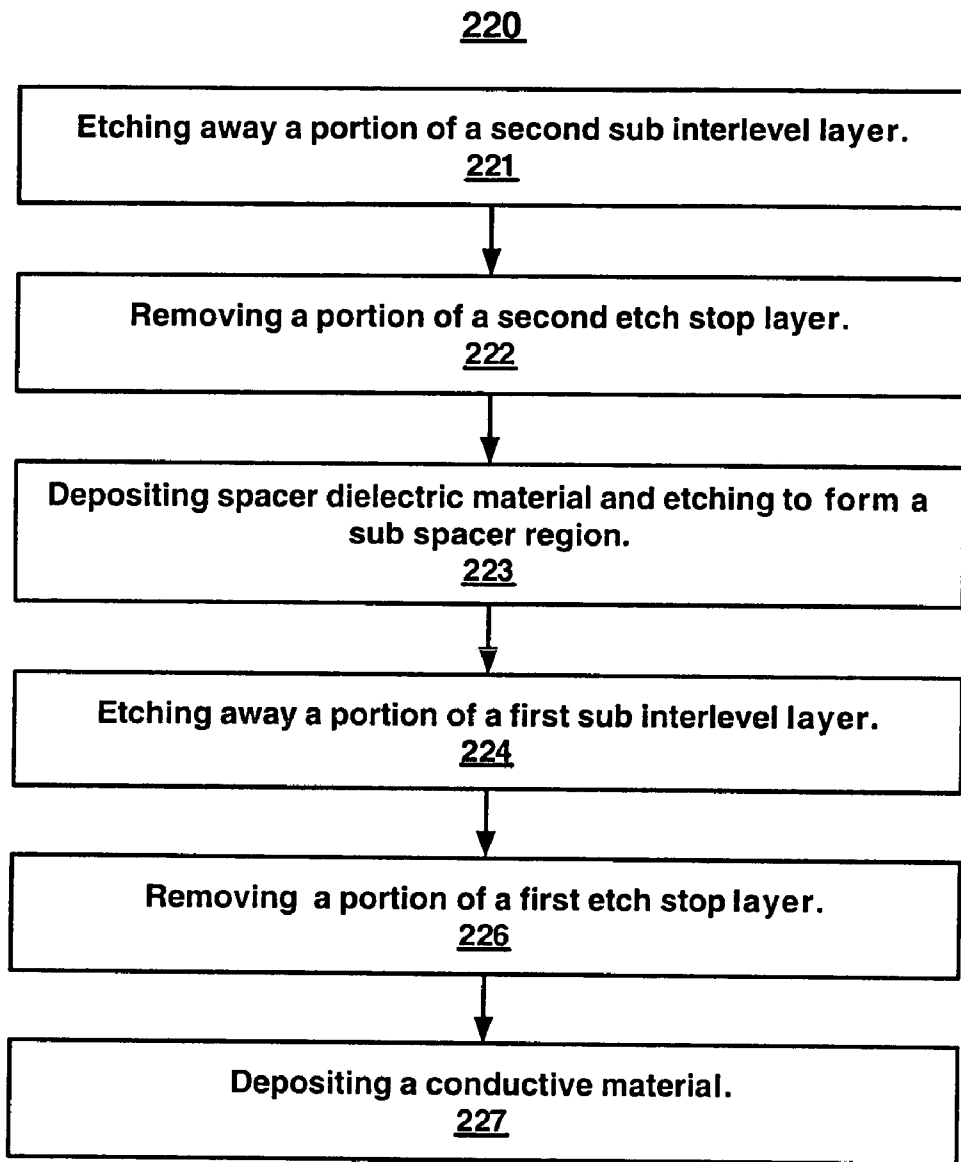 220
Etching away a portion of a second sub interlevel layer.
221
Removing a portion of a second etch stop layer.
222
Depositing spacer dielectric material and etching to form a
sub spacer region.
223
Etching away a portion of a first sub interlevel layer.
224
Removing a portion of a first etch stop layer.
226
Depositing a conductive material.
227